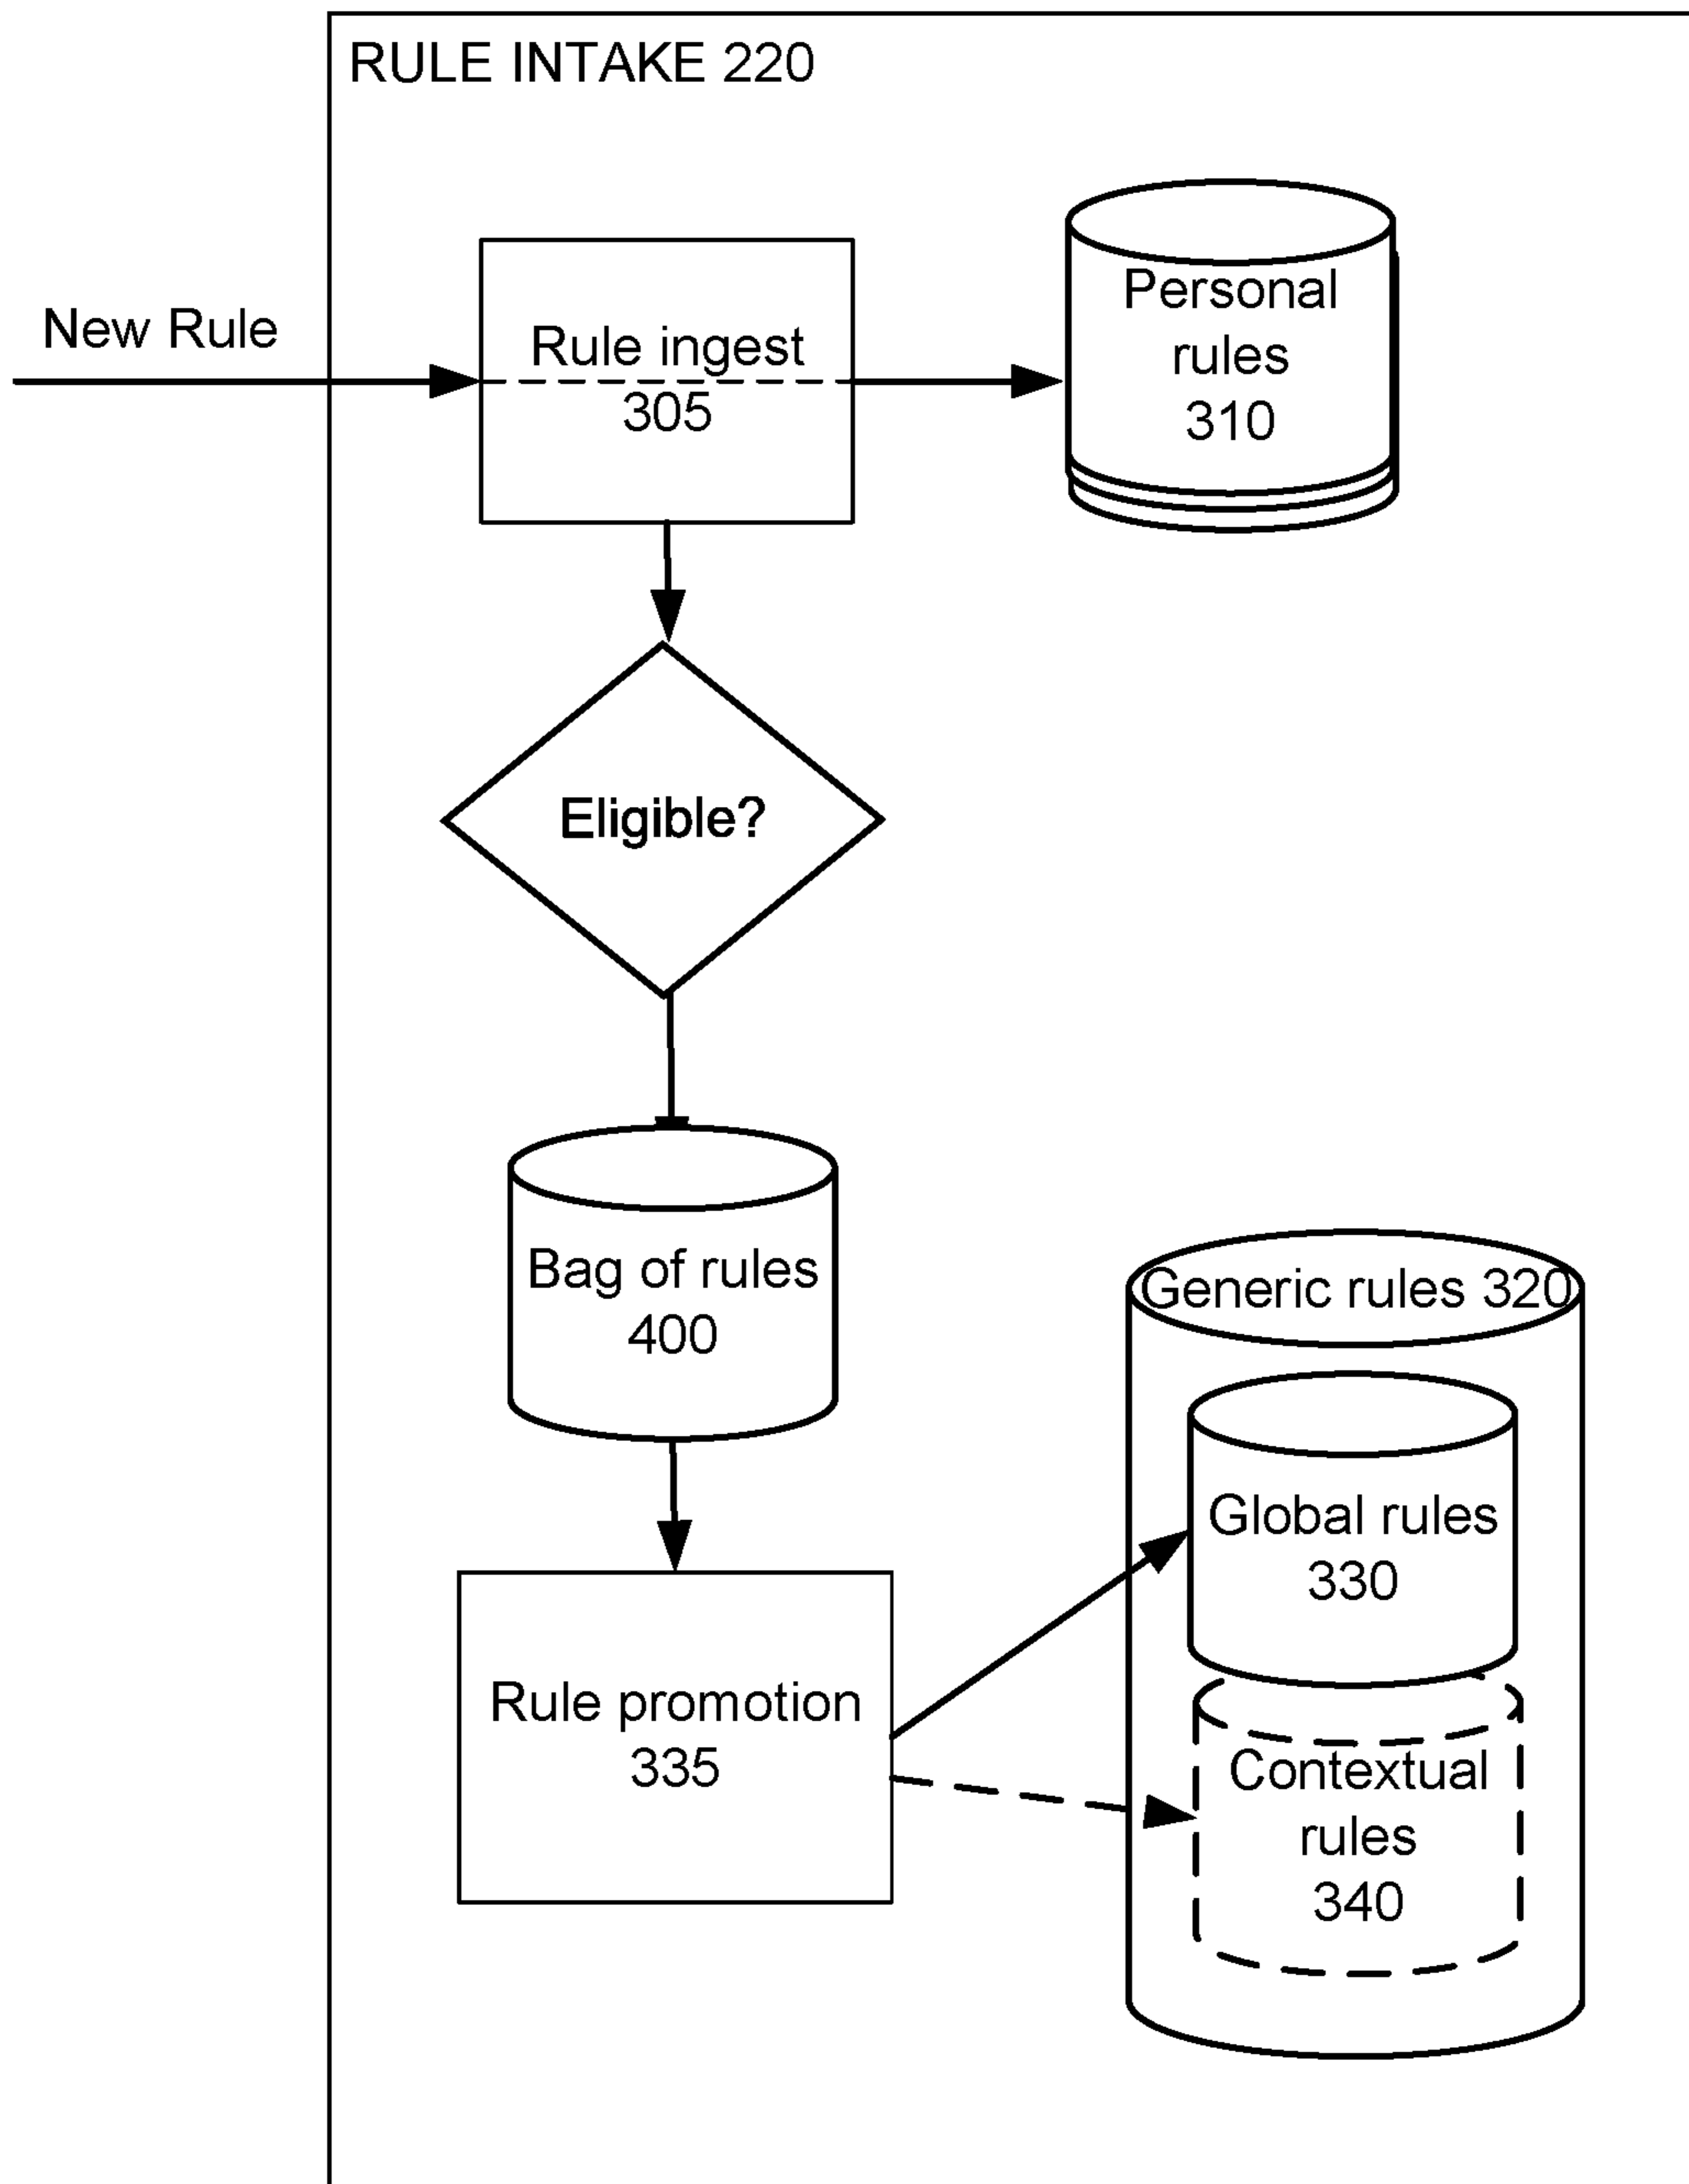 RULE INTAKE 220
New Rule
Rule ingest
305
Personal
rules
310
Eligible?
Bag of rules
400
Generic rules 320
Global rules
330
Rule promotion
335
Contextual
rules
340